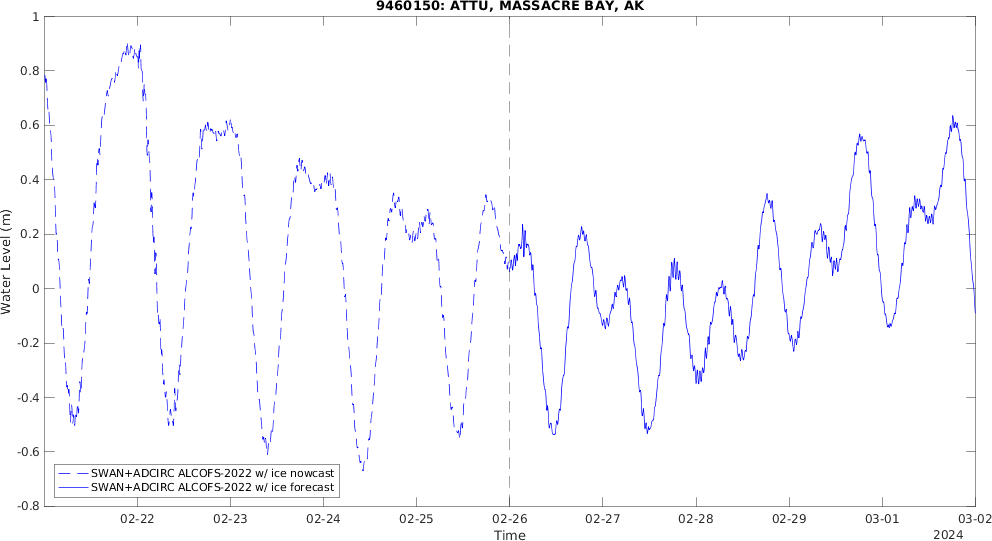 9460150: ATTU, MASSACRE BAY, AK
Water Level (m)
1
0.8
0.6
0.4
0.2
0
-0.2
-0.4
-0.6
-0.8
SWAN+ADCIRC ALCOFS-2022 w/ ice nowcast
SWAN+ADCIRC ALCOFS-2022 w/ ice forecast
02-22 02-23 02-24 02-25 02-26 02-27 02-28 02-29 03-01 03-02
Time
2024